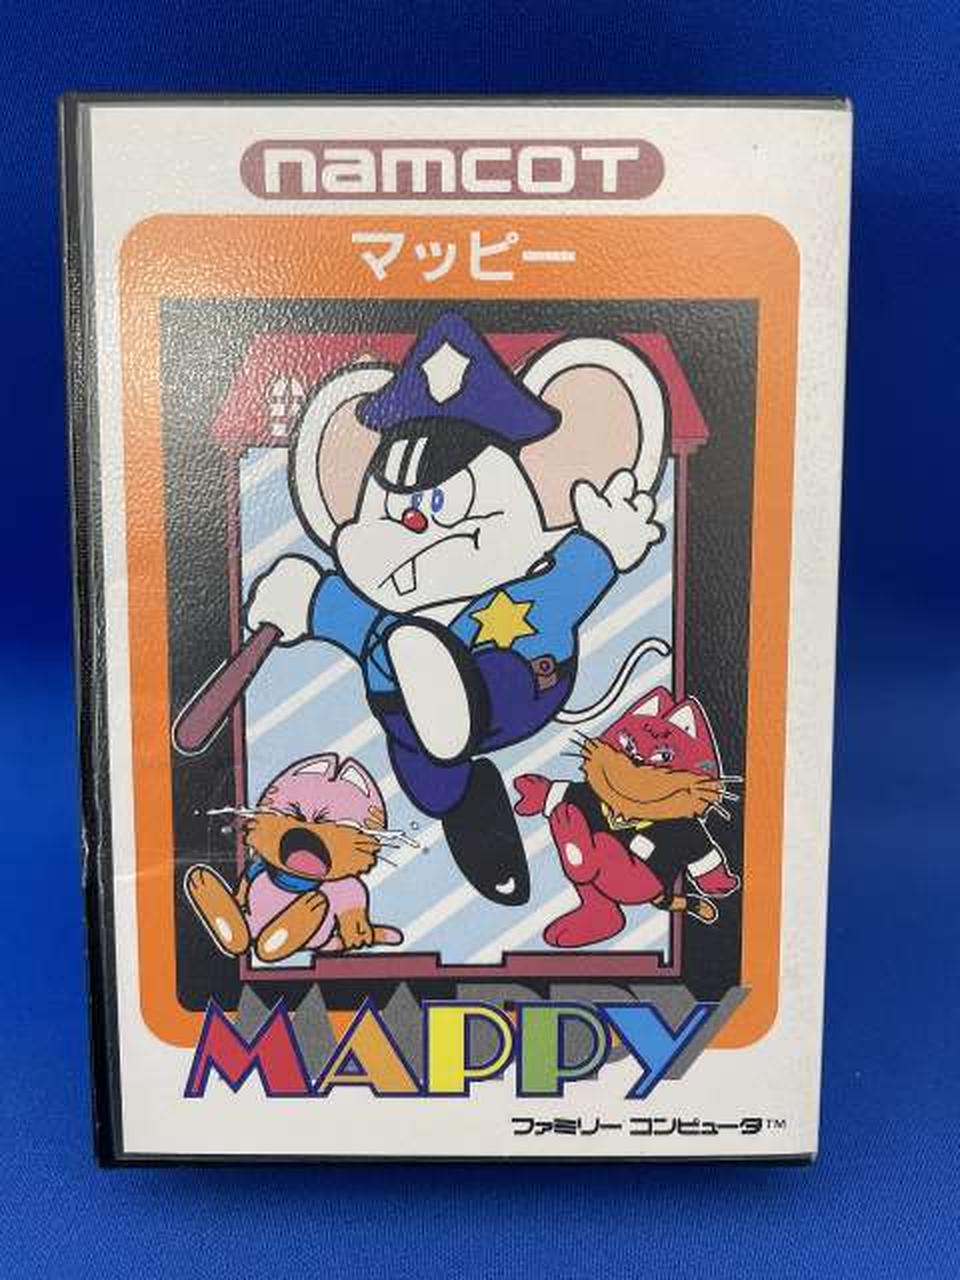 namcot
マッピー
MAPPY
ファミリー コンピュータ™